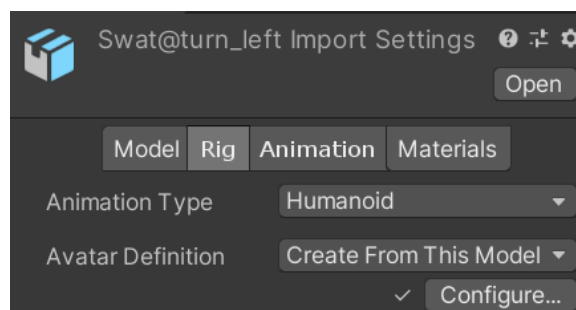 Swat@turn_left Import Settings
Open
Model Rig Animation Materials
Animation Type Humanoid
Avatar Definition Create From This Model
Configure...